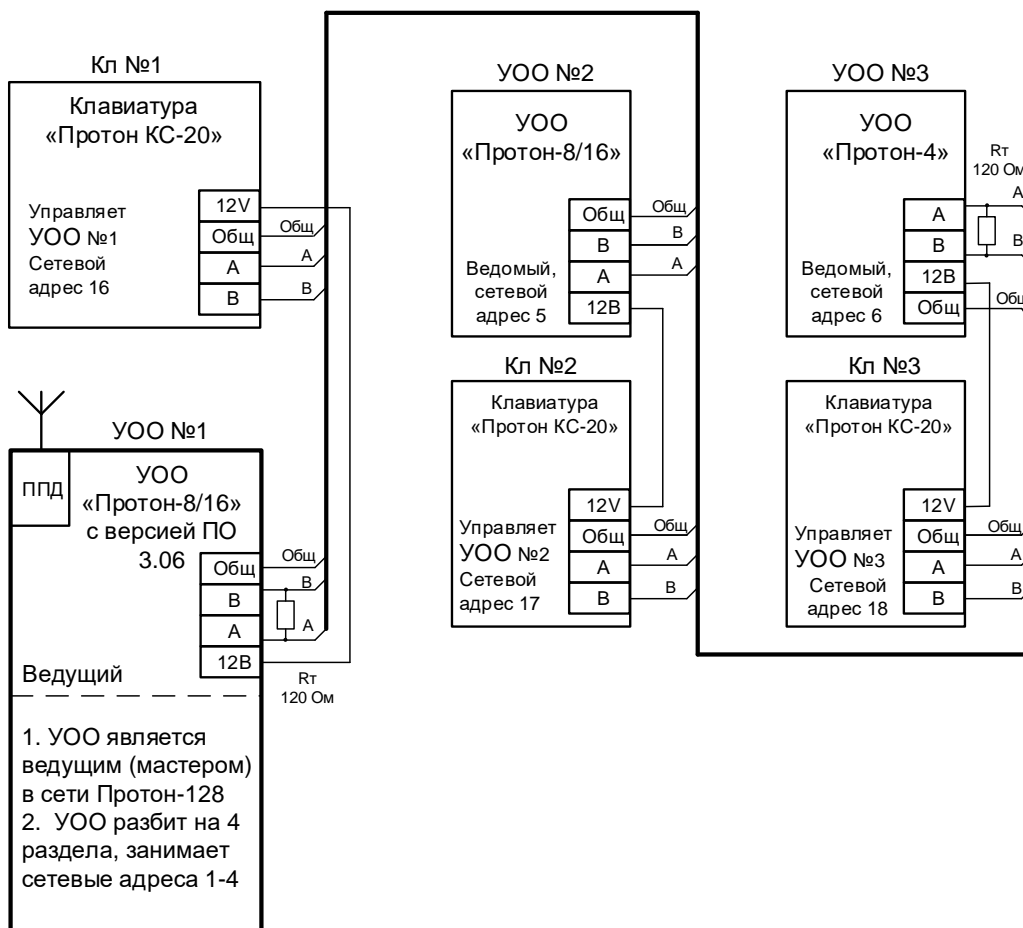 Кл №1
Клавиатура
«Протон КС-20»
Управляет
УОО №1
Сетевой
адрес 16
12V
Общ
А
В
Общ
А
В
УОО №1
ППД
УОО
«Протон-8/16»
с версией ПО
3.06
Общ
В
А
12В
Общ
В
А
Rт
120 Ом
Ведущий
1. УОО является
ведущим (мастером)
в сети Протон-128
2. УОО разбит на 4
раздела, занимает
сетевые адреса 1-4
УОО №2
УОО
«Протон-8/16»
Ведомый,
сетевой
адрес 5
Общ
В
А
12В
Общ
В
А
Кл №2
Клавиатура
«Протон КС-20»
Управляет
УОО №2
Сетевой
адрес 17
12V
Общ
А
В
Общ
А
В
УОО №3
УОО
«Протон-4»
Ведомый,
сетевой
адрес 6
А
В
12В
Общ
Rт
120 Ом
А
В
Общ
Кл №3
Клавиатура
«Протон КС-20»
Управляет
УОО №3
Сетевой
адрес 18
12V
Общ
А
В
Общ
А
В